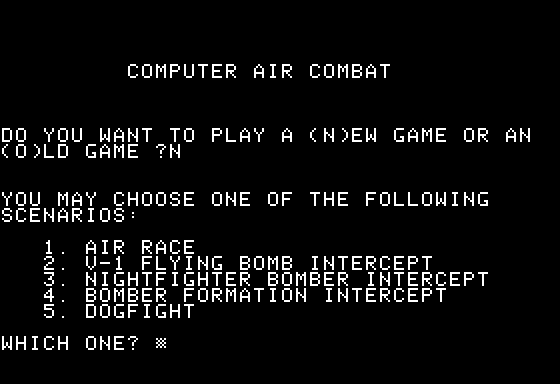 COMPUTER AIR COMBAT
DO YOU WANT TO PLAY A (N)EW GAME OR AN
(O)LD GAME ?N
YOU MAY CHOOSE ONE OF THE FOLLOWING
SCENARIOS:
1. AIR RACE
2. V-1 FLYING BOMB INTERCEPT
3. NIGHTFIGHTER BOMBER INTERCEPT
4. BOMBER FORMATION INTERCEPT
5. DOGFIGHT
WHICH ONE?